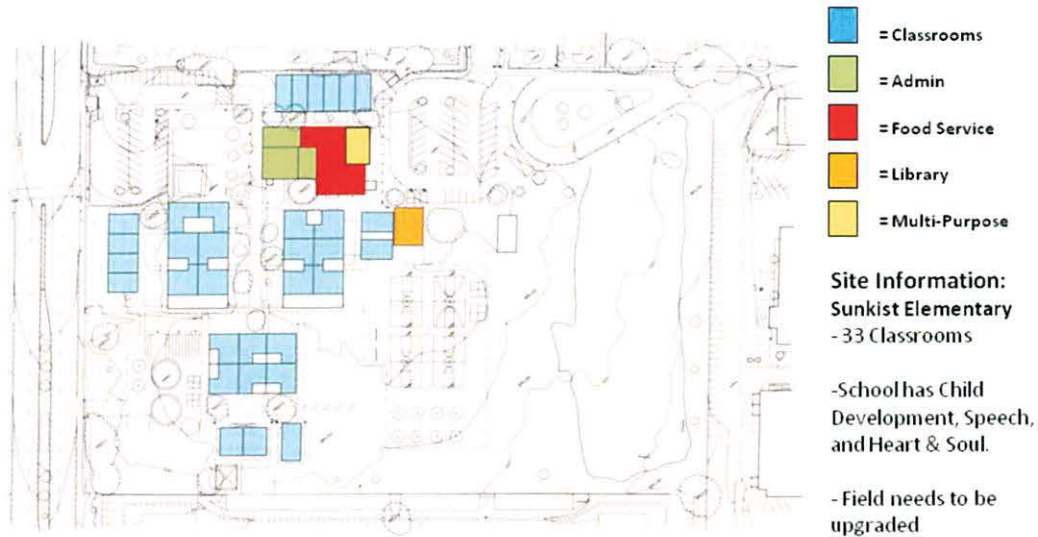 = Classrooms
= Admin
= Food Service
= Library
= Multi-Purpose
Site Information:
Sunkist Elementary
- 33 Classrooms
-School has Child
Development, Speech,
and Heart & Soul.
- Field needs to be
upgraded